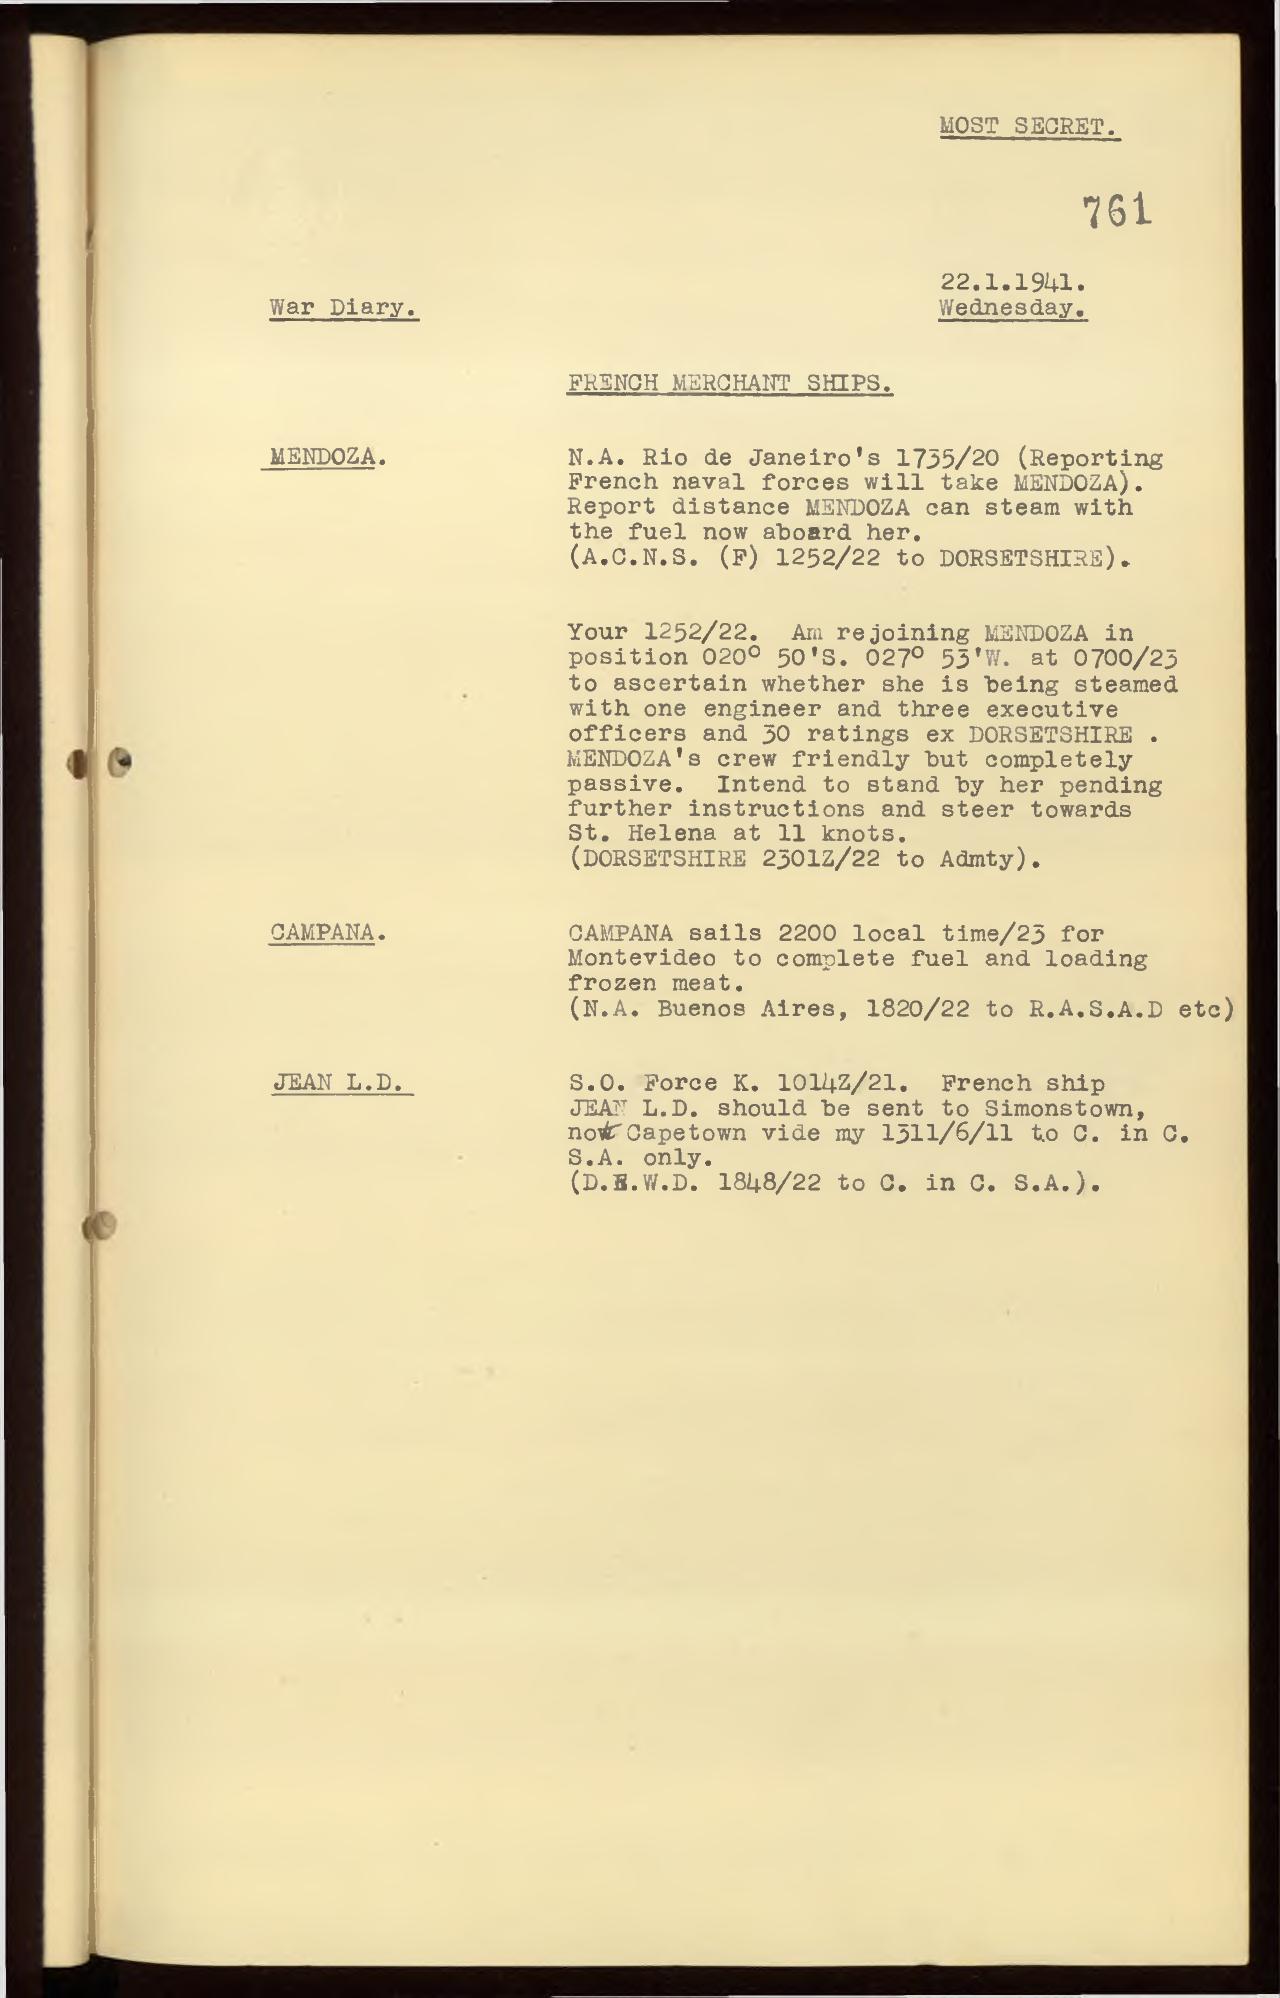 MOST SECRET.
761
22.1.1941.
War Diary.
Wednesday.
FRENCH MERCHANT SHIPS.
MENDOZA.
N.A. Rio de Janeiro's 1735/20 (Reporting
French naval forces will take MENDOZA).
Report distance MENDOZA can steam with
the fuel now aboard her.
(A.C.N.S. (F) 1252/22 to DORSETSHIRE).
Your 1252/22. Am rejoining MENDOZA in
position 020° 50'S. 027° 53'W. at 0700/23
to ascertain whether she is being steamed
with one engineer and three executive
officers and 30 ratings ex DORSETSHIRE .
MENDOZA's crew friendly but completely
passive. Intend to stand by her pending
further instructions and steer towards
St. Helena at 11 knots.
(DORSETSHIRE 2301Z/22 to Admty).
CAMPANA.
CAMPANA sails 2200 local time/23 for
Montevideo to complete fuel and loading
frozen meat.
(N.A. Buenos Aires, 1820/22 to R.A.S.A.D etc)
JEAN L.D.
S.O. Force K. 1014Z/21. French ship
JEAN L.D. should be sent to Simonstown,
not Capetown vide my 1311/6/11 to C. in C.
S.A. only.
(D.E.W.D. 1848/22 to C. in C. S.A.).